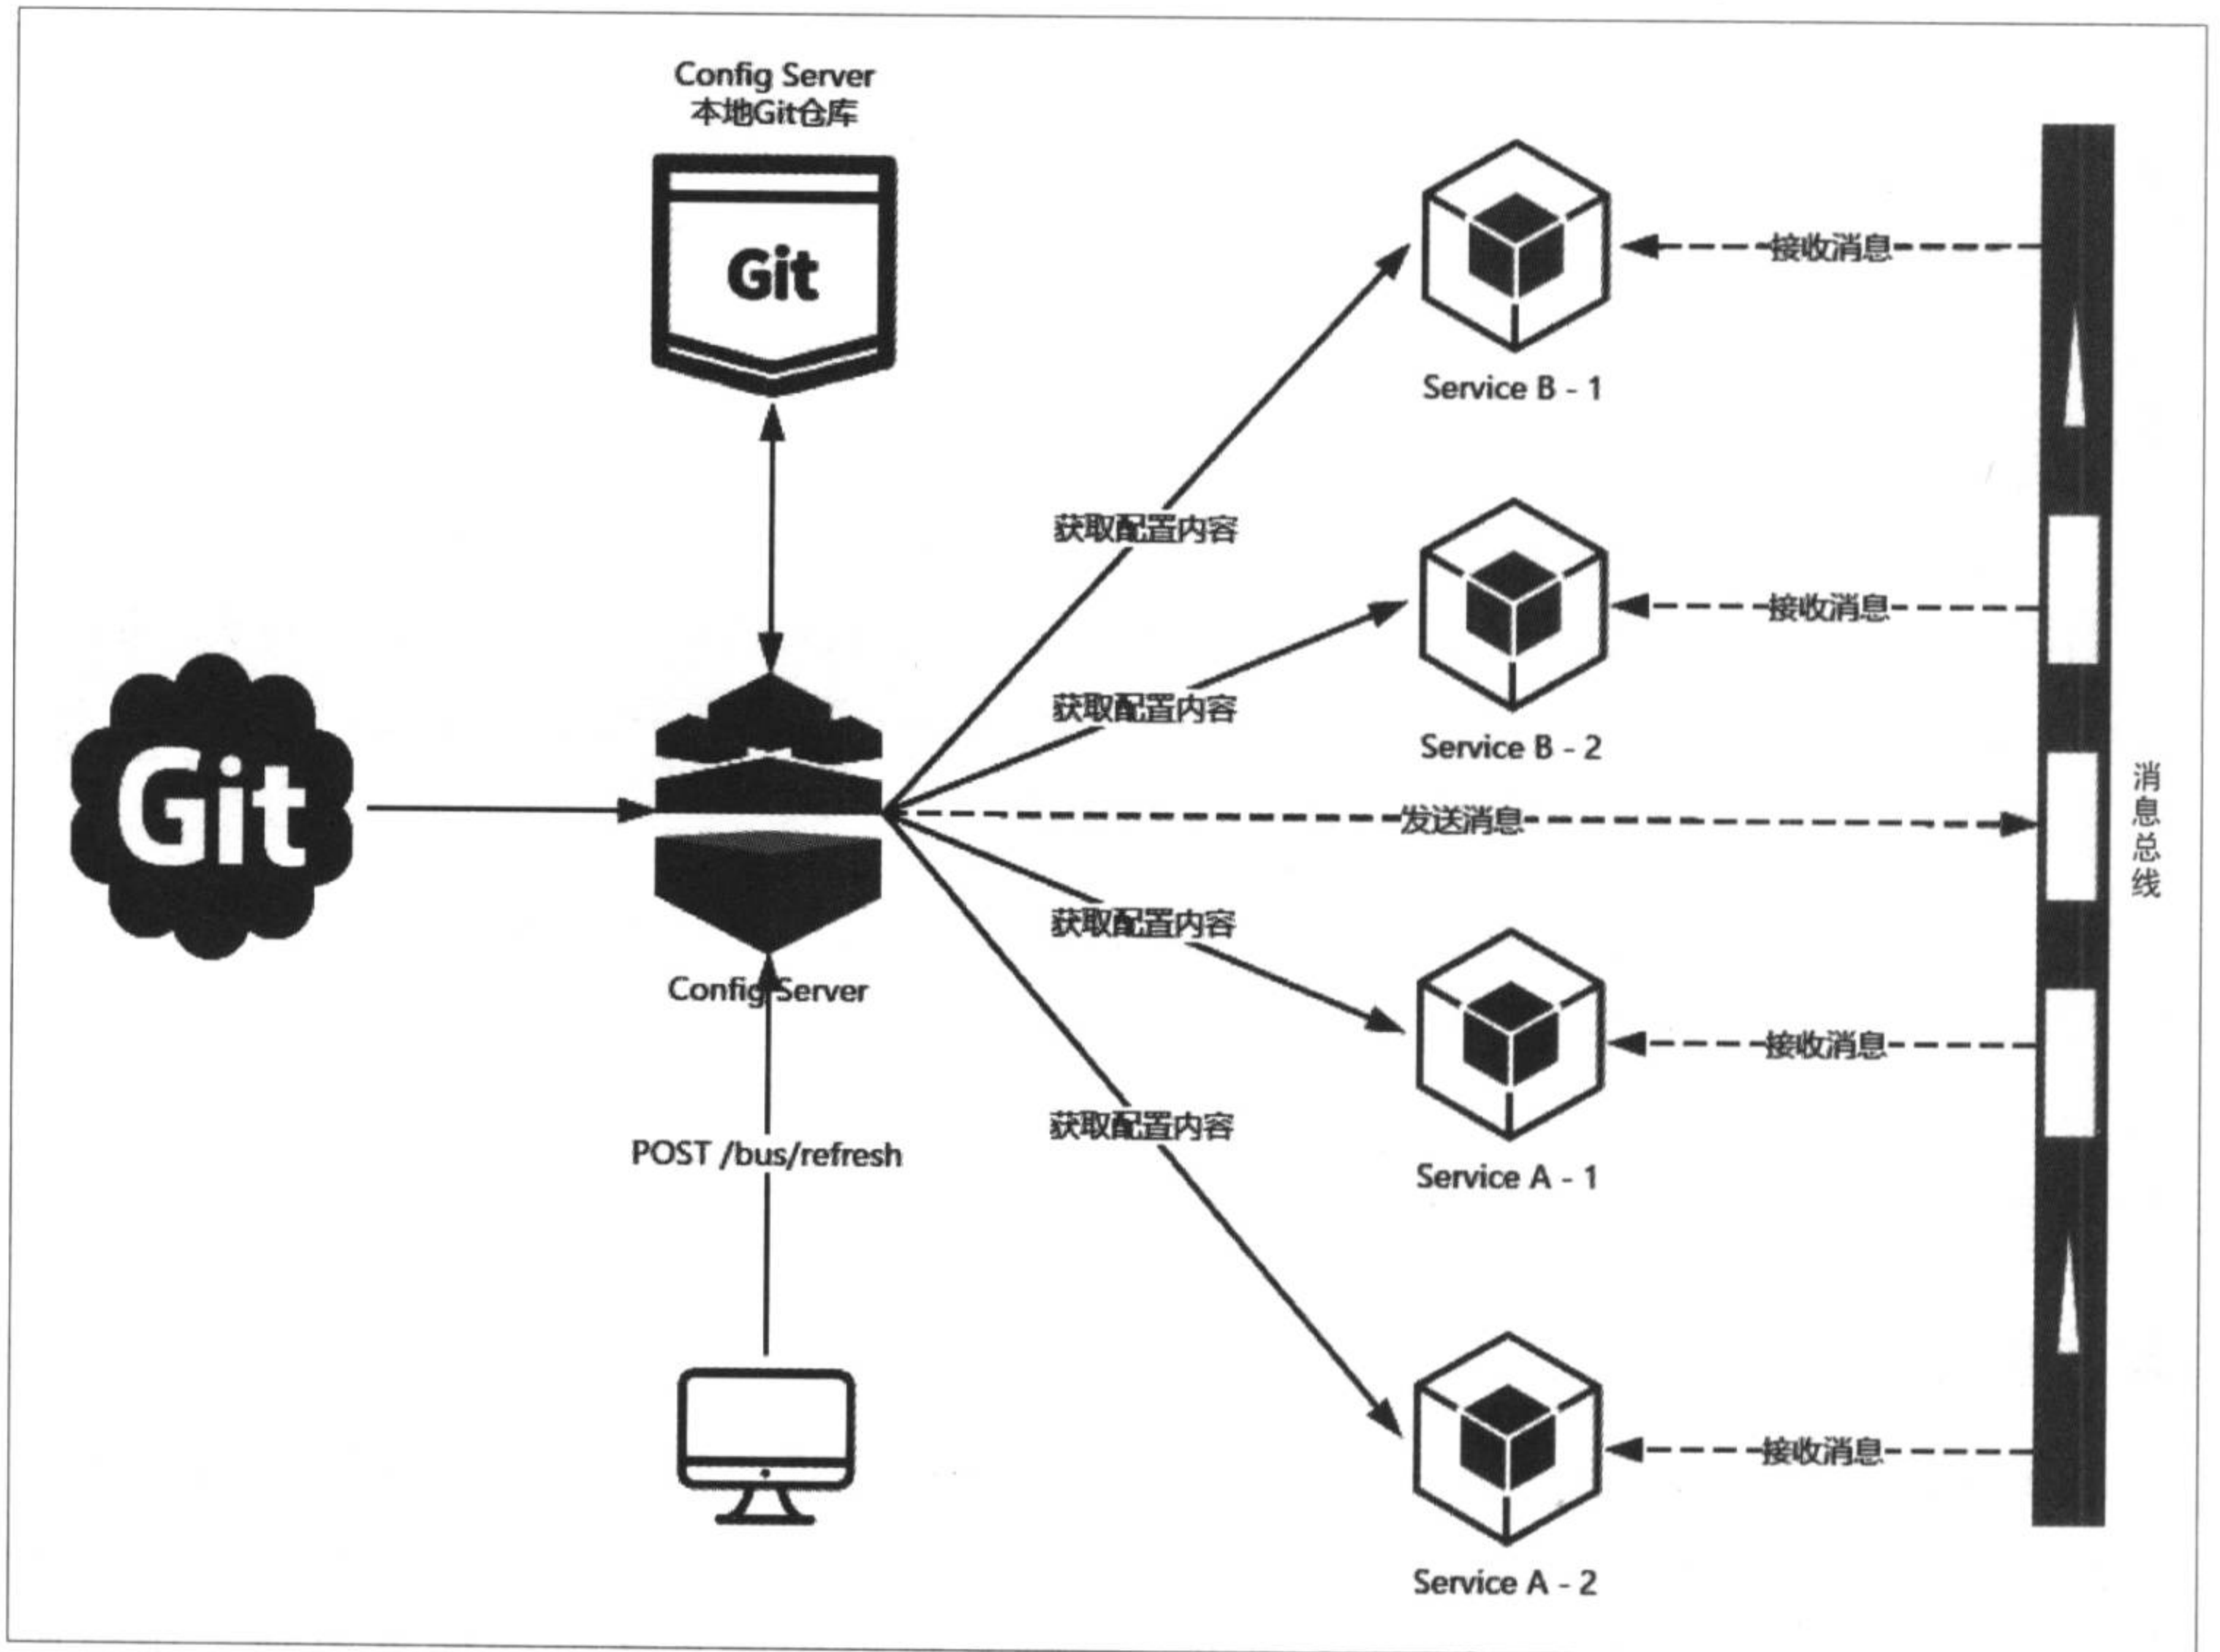 Config Server
本地Git仓库
Git
接收消息
Service B - 1
获取配置内容
接收消息
获取配置内容
Service B - 2
Git
发送消息
消息总线
获取配置内容
Config Server
接收消息
获取配置内容
POST /bus/refresh
Service A - 1
接收消息
Service A - 2